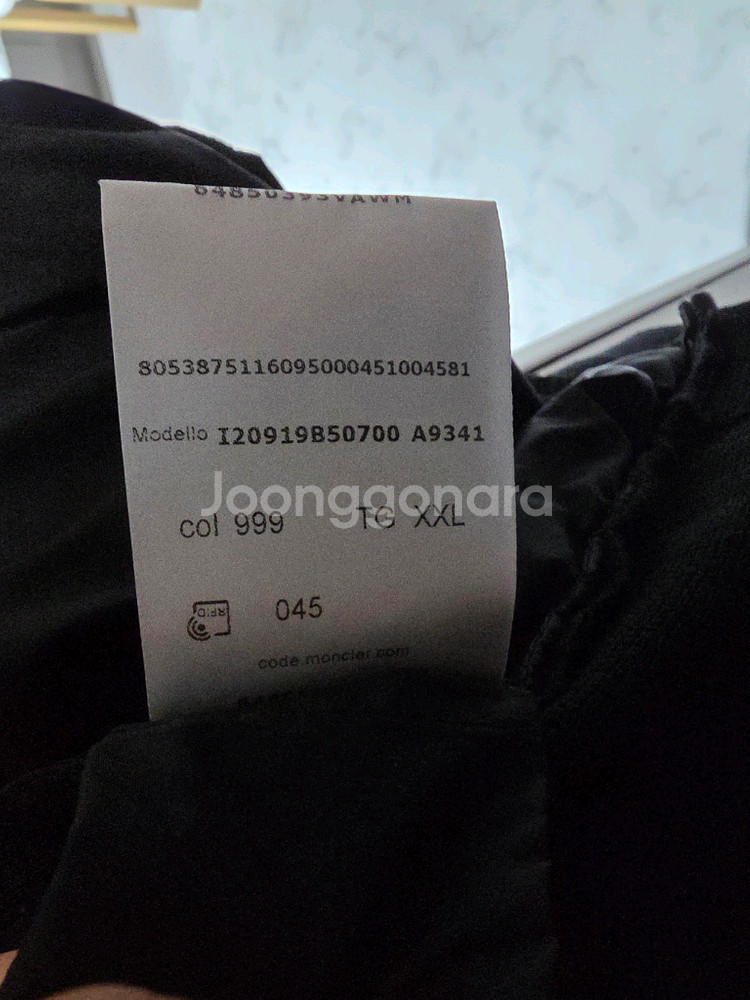 8053875116095000451004581
Modello I20919B50700 A9341
Joonggonara
col 999 TG XXL
RFID
045
code.moncler.com